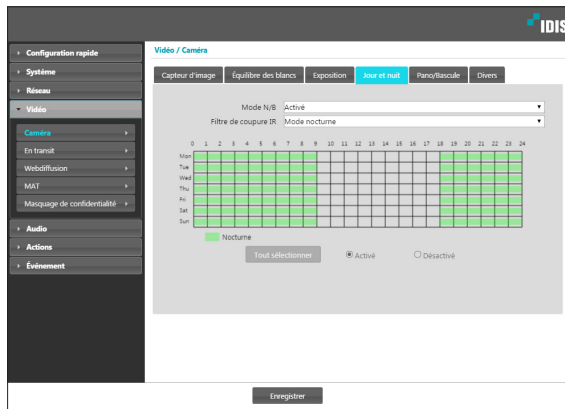 IDIS
Configuration rapide
Système
Réseau
Vidéo
Caméra
En transit
Webdiffusion
MAT
Masquage de confidentialité
Audio
Actions
Événement
Vidéo / Caméra
Capteur d'image Équilibre des blancs Exposition Jour et nuit Pano/Bascule Divers
Mode N/B Activé
Filtre de coupure IR Mode nocturne
0 1 2 3 4 5 6 7 8 9 10 11 12 13 14 15 16 17 18 19 20 21 22 23 24
Mon
Tue
Wed
Thu
Fri
Sat
Sun
Nocturne
Tout sélectionner Activé Désactivé
Enregistrer